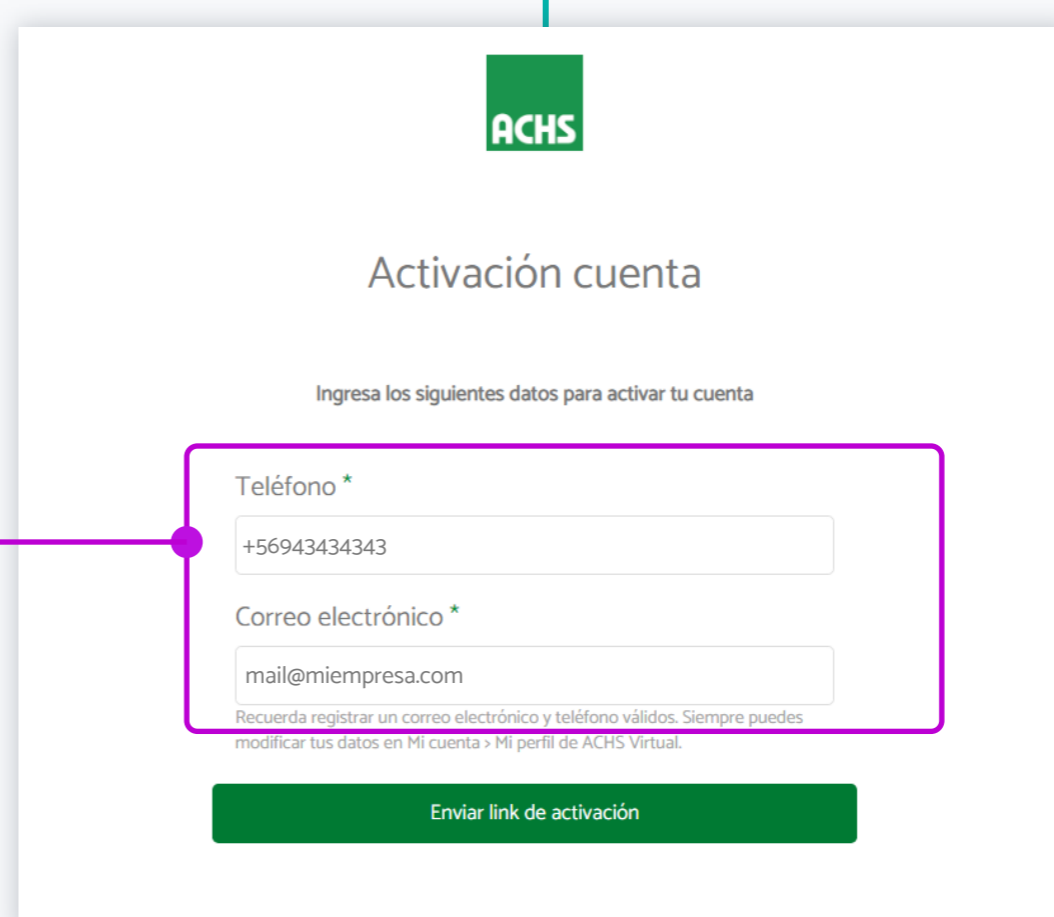 ACHS
Activación cuenta
Ingresa los siguientes datos para activar tu cuenta
Teléfono *
+56943434343
Correo electrónico *
mail@miempresa.com
Recuerda registrar un correo electrónico y teléfono válidos. Siempre puedes
modificar tus datos en Mi cuenta > Mi perfil de ACHS Virtual.
Enviar link de activación